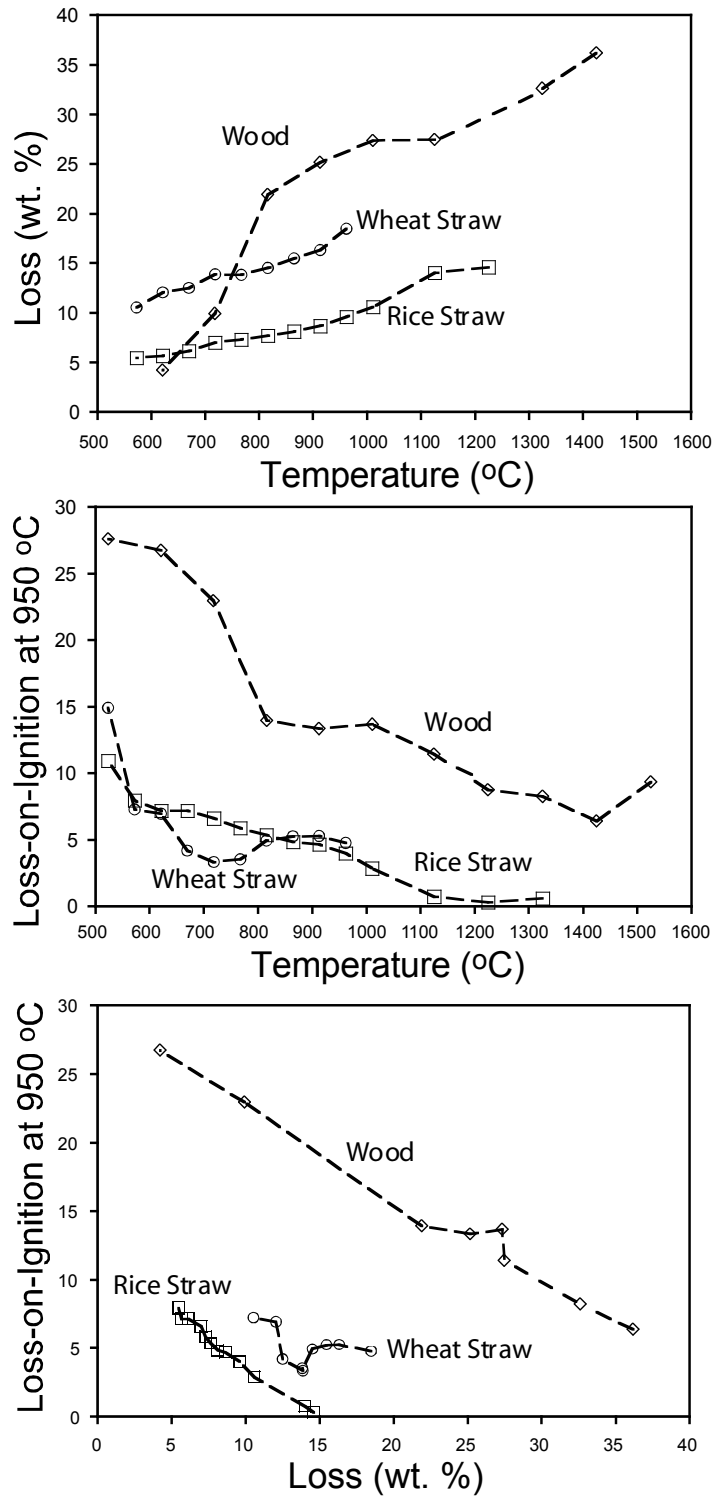 40
35
30
25
20
15
10
5
0
Loss (wt. %)
Wood
Wheat Straw
Rice Straw
500 600 700 800 900 1000 1100 1200 1300 1400 1500 1600
Temperature (oC)
30
25
20
15
10
5
0
Loss-on-Ignition at 950 oC
Wood
Rice Straw
Wheat Straw
500 600 700 800 900 1000 1100 1200 1300 1400 1500 1600
Temperature (oC)
30
25
20
15
10
5
0
Loss-on-Ignition at 950 oC
Wood
Rice Straw
Wheat Straw
0 5 10 15 20 25 30 35 40
Loss (wt. %)